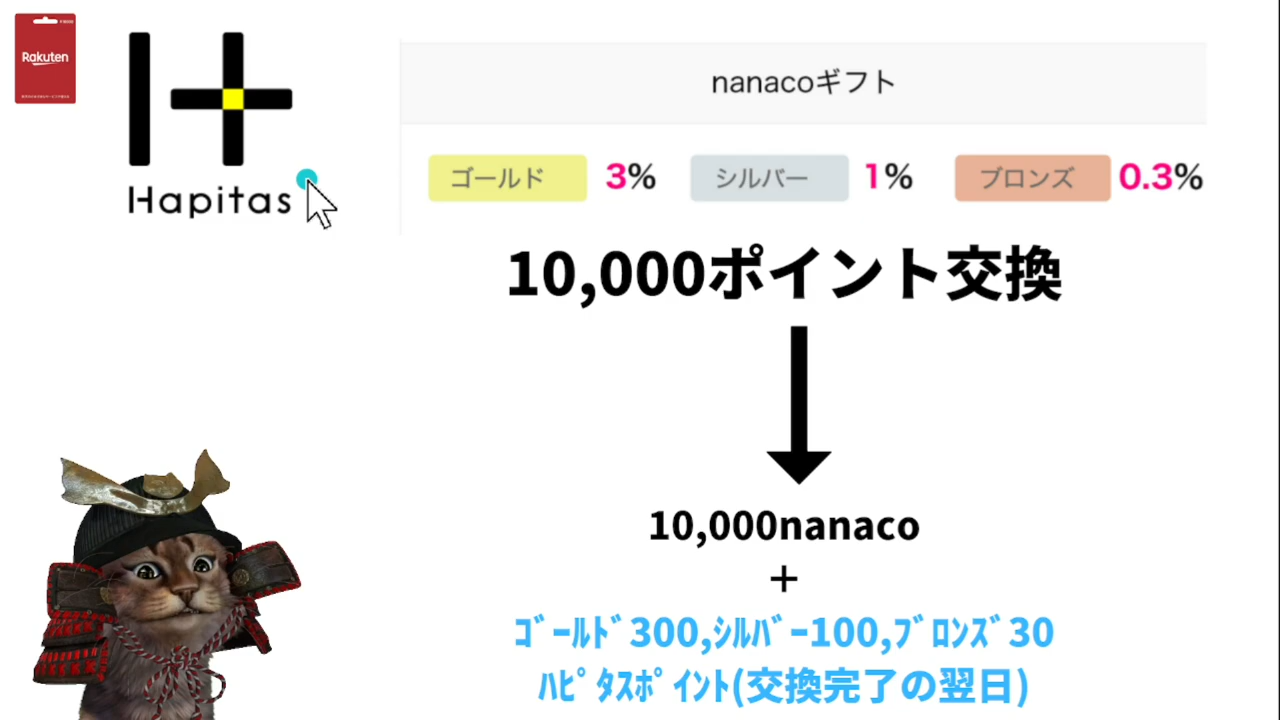 Rakuten
Hapitas
nanacoギフト
ゴールド 3% シルバー 1% ブロンズ 0.3%
10,000ポイント交換
10,000nanaco
+
ｺﾞｰﾙﾄﾞ300,ｼﾙﾊﾞｰ100,ﾌﾞﾛﾝｽﾞ30
ﾊﾋﾟﾀｽﾎﾟｲﾝﾄ(交換完了の翌日)